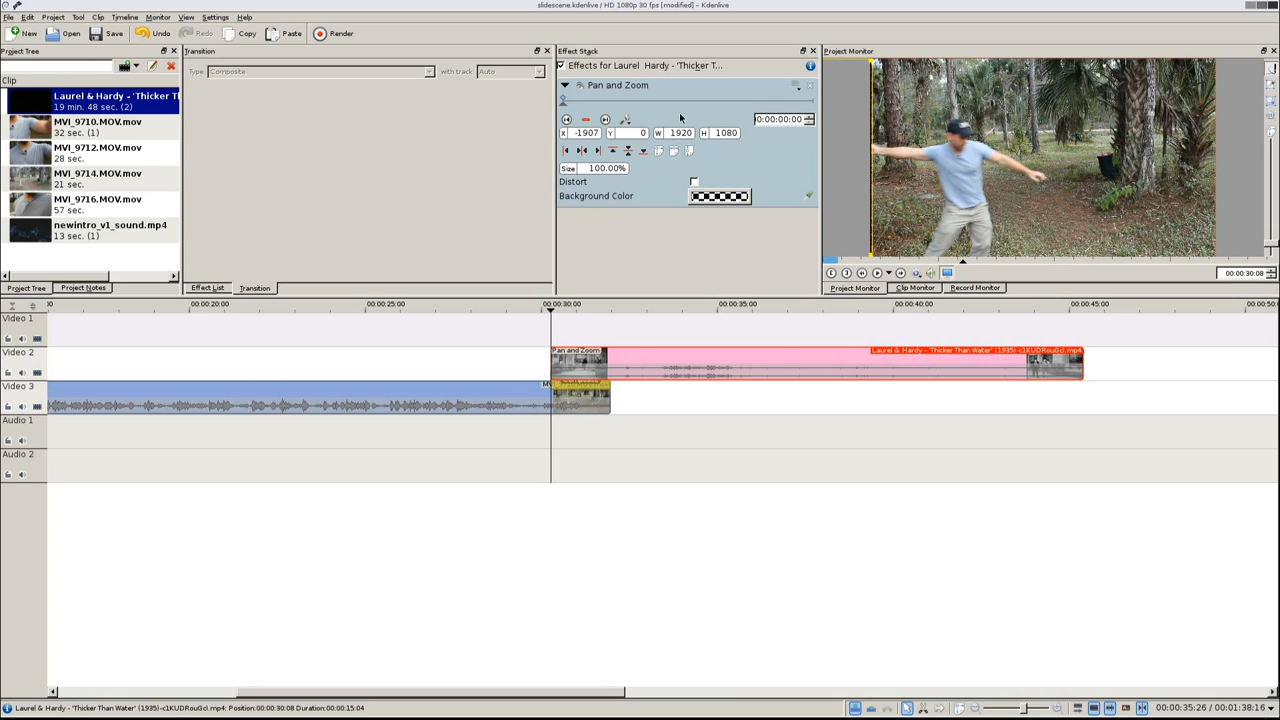 slidescene.kdenlive / HD 1080p 30 fps [modified] – Kdenlive
File Edit Project Tool Clip Timeline Monitor View Settings Help
New Open Save Undo Redo Copy Paste Render
Project Tree
Transition
Effect Stack
Project Monitor
Type Composite with track Auto
Effects for Laurel Hardy - 'Thicker T...
Clip
Pan and Zoom
Laurel & Hardy - 'Thicker Tl
19 min. 48 sec. (2)
MVI_9710.MOV.mov
32 sec. (1)
MVI_9712.MOV.mov
28 sec.
MVI_9714.MOV.mov
21 sec.
MVI_9716.MOV.mov
57 sec.
newintro_v1_sound.mp4
13 sec. (1)
0:00:00:00
X -1907 Y 0 W 1920 H 1080
Size 100.00%
Distort
Background Color
00:00:30:08
Project Tree Project Notes
Effect List Transition
Project Monitor Clip Monitor Record Monitor
00:00:20:00 00:00:25:00 00:00:30:00 00:00:35:00 00:00:40:00 00:00:45:00 00:00:50:0
Video 1
Video 2
Pan and Zoom
Laurel & Hardy - 'Thicker Than Water' (1935)-c1KUDRouGcI.mp4
Video 3
Composite
Audio 1
Audio 2
Laurel & Hardy - 'Thicker Than Water' (1935)-c1KUDRouGcI.mp4: Position:00:00:30:08 Duration:00:00:15:04
00:00:35:26 / 00:01:38:16